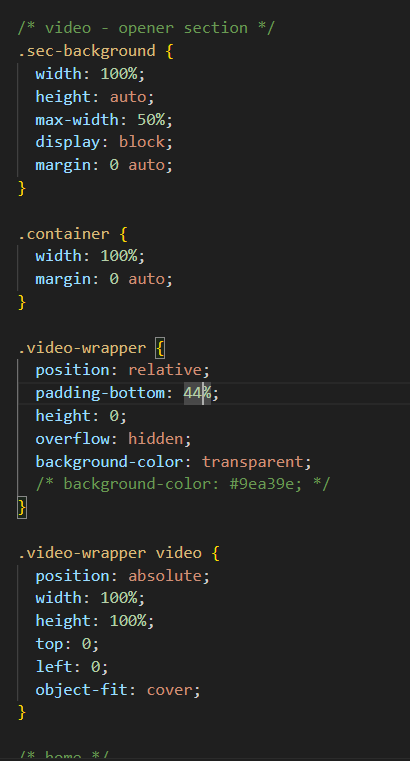 /* video - opener section */
.sec-background {
width: 100%;
height: auto;
max-width: 50%;
display: block;
margin: 0 auto;
}
.container {
width: 100%;
margin: 0 auto;
}
.video-wrapper {
position: relative;
padding-bottom: 44%;
height: 0;
overflow: hidden;
background-color: transparent;
/* background-color: #9ea39e; */
}
.video-wrapper video {
position: absolute;
width: 100%;
height: 100%;
top: 0;
left: 0;
object-fit: cover;
}
/* home */